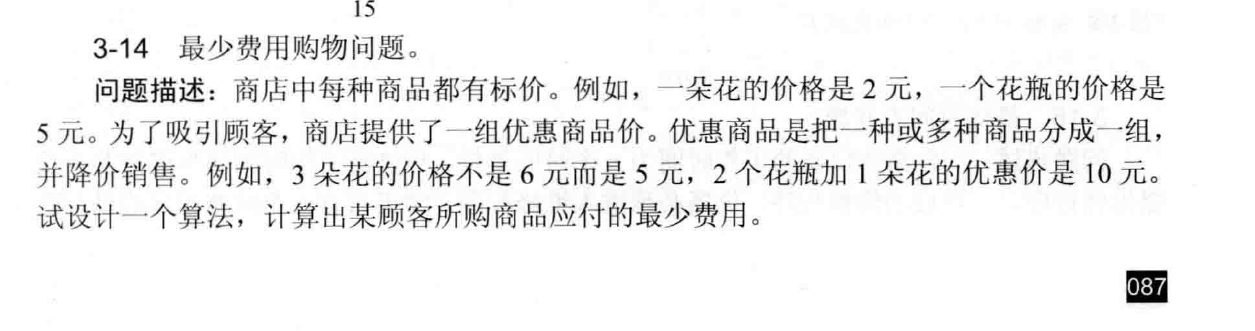 15
3-14 最少费用购物问题。
问题描述：商店中每种商品都有标价。例如，一朵花的价格是 2 元，一个花瓶的价格是
5 元。为了吸引顾客，商店提供了一组优惠商品价。优惠商品是把一种或多种商品分成一组，
并降价销售。例如，3 朵花的价格不是 6 元而是 5 元，2 个花瓶加 1 朵花的优惠价是 10 元。
试设计一个算法，计算出某顾客所购商品应付的最少费用。
087